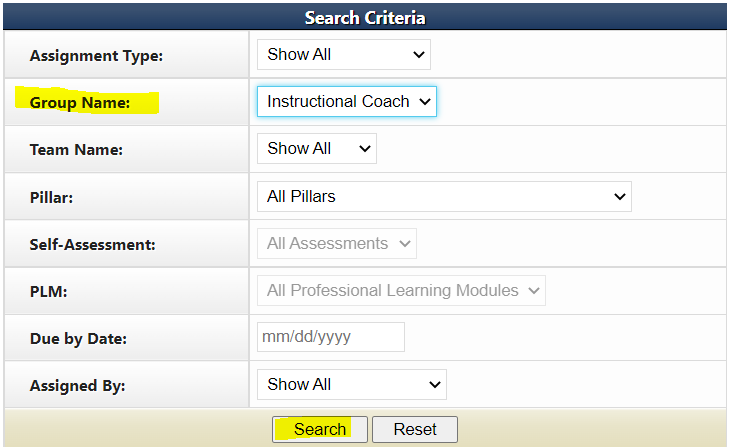 Search Criteria
Assignment Type: Show All
Group Name: Instructional Coach
Team Name: Show All
Pillar: All Pillars
Self-Assessment: All Assessments
PLM: All Professional Learning Modules
Due by Date: mm/dd/yyyy
Assigned By: Show All
Search Reset